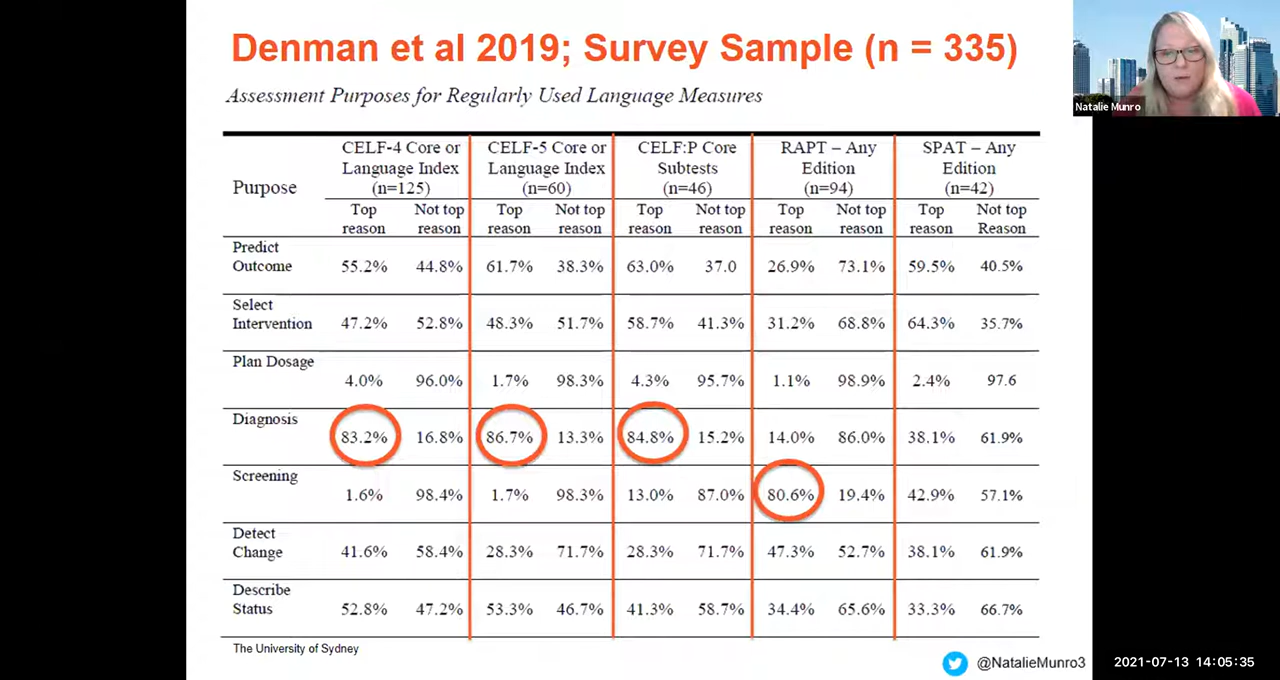 Denman et al 2019; Survey Sample (n = 335)
Assessment Purposes for Regularly Used Language Measures
Natalie Munro
Purpose
CELF-4 Core or Language Index (n=125)
CELF-5 Core or Language Index (n=60)
CELF:P Core Subtests (n=46)
RAPT – Any Edition (n=94)
SPAT – Any Edition (n=42)
Top reason Not top reason Top reason Not top reason Top reason Not top reason Top reason Not top reason Top reason Not top Reason
Predict Outcome 55.2% 44.8% 61.7% 38.3% 63.0% 37.0 26.9% 73.1% 59.5% 40.5%
Select Intervention 47.2% 52.8% 48.3% 51.7% 58.7% 41.3% 31.2% 68.8% 64.3% 35.7%
Plan Dosage 4.0% 96.0% 1.7% 98.3% 4.3% 95.7% 1.1% 98.9% 2.4% 97.6
Diagnosis 83.2% 16.8% 86.7% 13.3% 84.8% 15.2% 14.0% 86.0% 38.1% 61.9%
Screening 1.6% 98.4% 1.7% 98.3% 13.0% 87.0% 80.6% 19.4% 42.9% 57.1%
Detect Change 41.6% 58.4% 28.3% 71.7% 28.3% 71.7% 47.3% 52.7% 38.1% 61.9%
Describe Status 52.8% 47.2% 53.3% 46.7% 41.3% 58.7% 34.4% 65.6% 33.3% 66.7%
The University of Sydney
@NatalieMunro3
2021-07-13 14:05:35